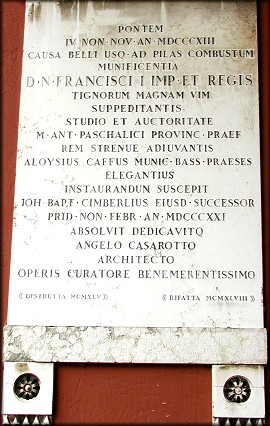 PONTEM
IV NON·NOV·AN·MDCCCXIII
CAUSA BELLI USQ·AD PILAS COMBUSTUM
MUNIFICENTIA
D·N·FRANCISCI I IMP·ET REGIS
TIGNORUM MAGNAM VIM
SUPPEDITANTIS
STUDIO ET AUCTORITATE
M·ANT·PASCHALICI PROVINC·PRAEF
REM STRENUE ADIUVANTIS
ALOYSIUS CAFFUS MUNIC·BASS·PRAESES
ELEGANTIUS
INSTAURANDUN SUSCEPIT
IOH·BAPT·CIMBERLIUS EIUSD·SUCCESSOR
PRID·NON·FEBR·AN·MDCCCXXI
ABSOLVIT DEDICAVITQ
ANGELO CASAROTTO
ARCHITECTO
OPERIS CURATORE BENEMERENTISSIMO
((DISTRUTTA MCMXLV)) ((RIFATTA MCMXLVIII))